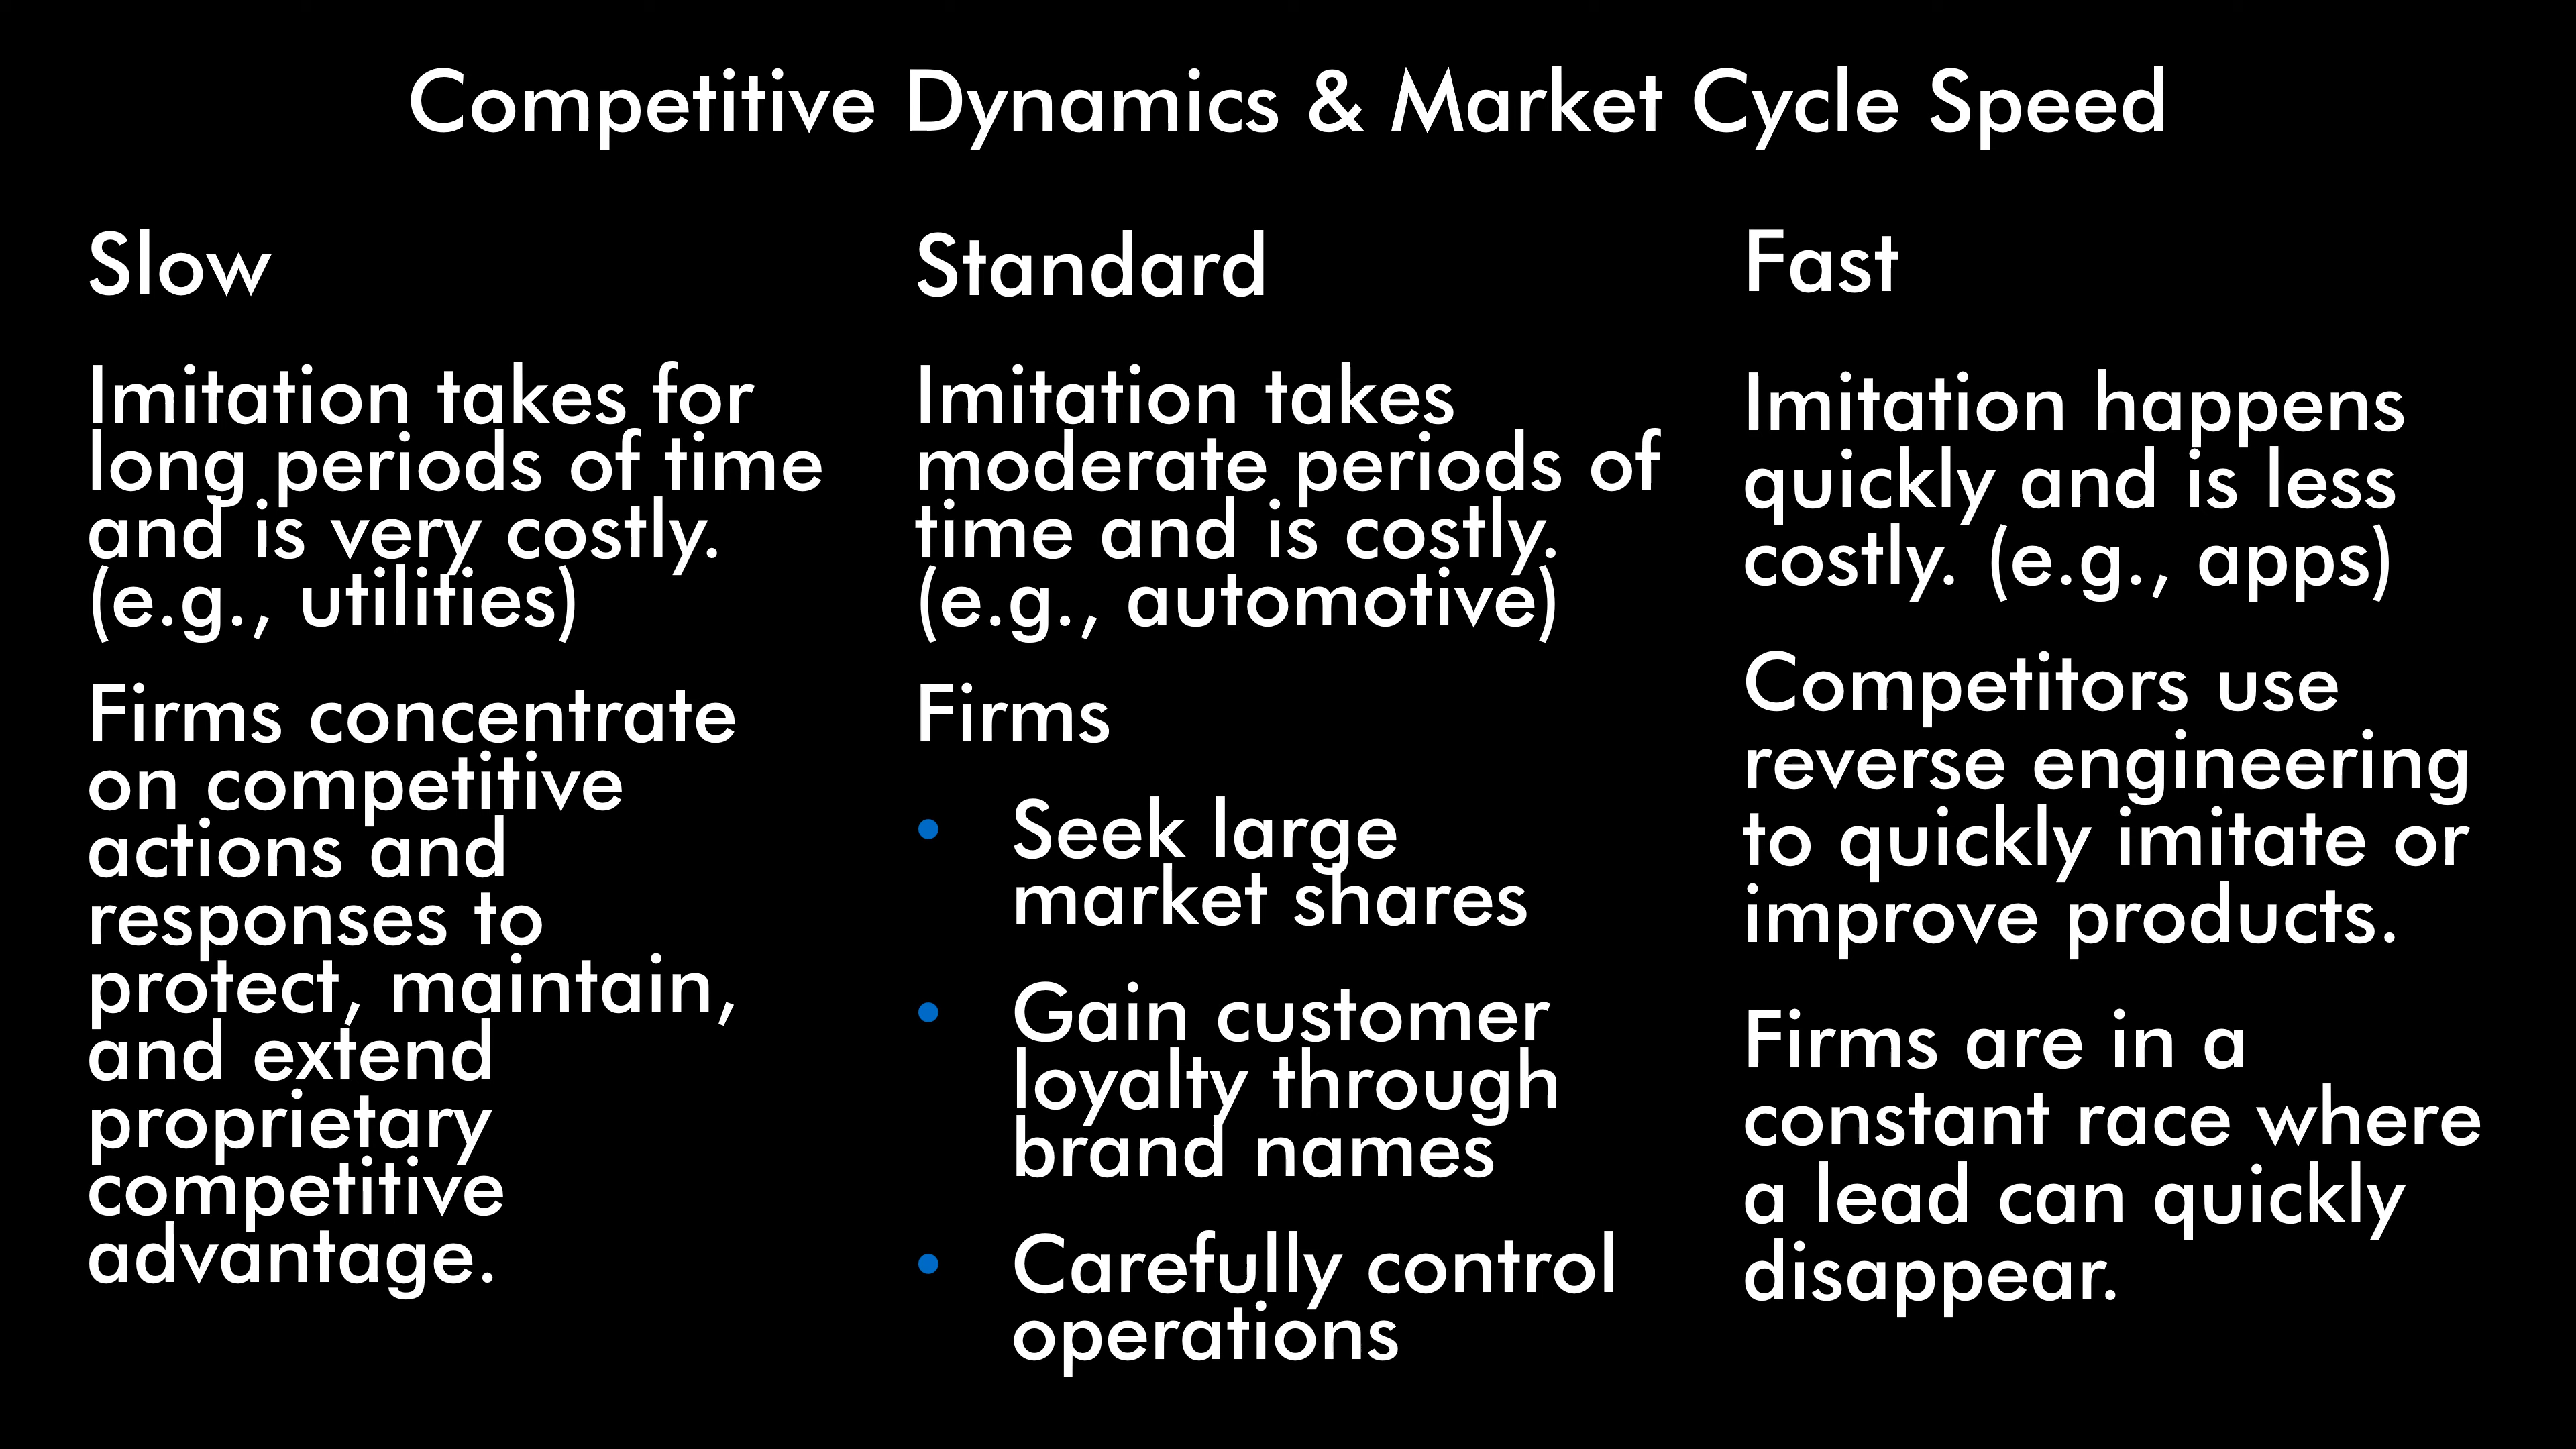 Competitive Dynamics & Market Cycle Speed
Slow
Imitation takes for
long periods of time
and is very costly.
(e.g., utilities)
Firms concentrate
on competitive
actions and
responses to
protect, maintain,
and extend
proprietary
competitive
advantage.
Standard
Imitation takes
moderate periods of
time and is costly.
(e.g., automotive)
Firms
• Seek large
market shares
• Gain customer
loyalty through
brand names
• Carefully control
operations
Fast
Imitation happens
quickly and is less
costly. (e.g., apps)
Competitors use
reverse engineering
to quickly imitate or
improve products.
Firms are in a
constant race where
a lead can quickly
disappear.